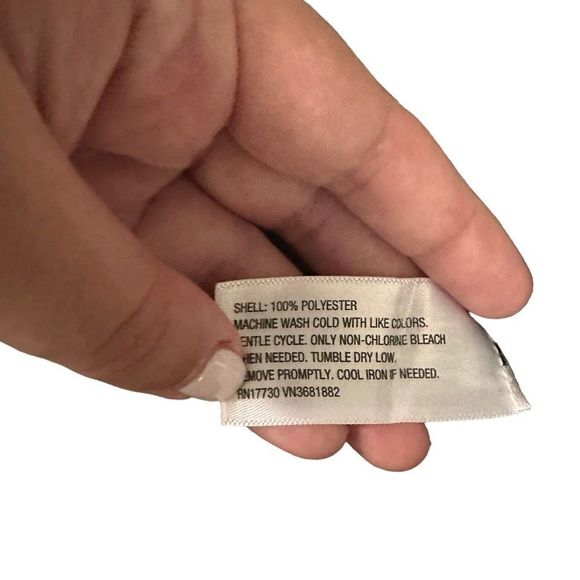 SHELL: 100% POLYESTER
MACHINE WASH COLD WITH LIKE COLORS.
ENTLE CYCLE. ONLY NON-CHLORINE BLEACH
HEN NEEDED. TUMBLE DRY LOW.
EMOVE PROMPTLY. COOL IRON IF NEEDED.
RN17730 VN3681882